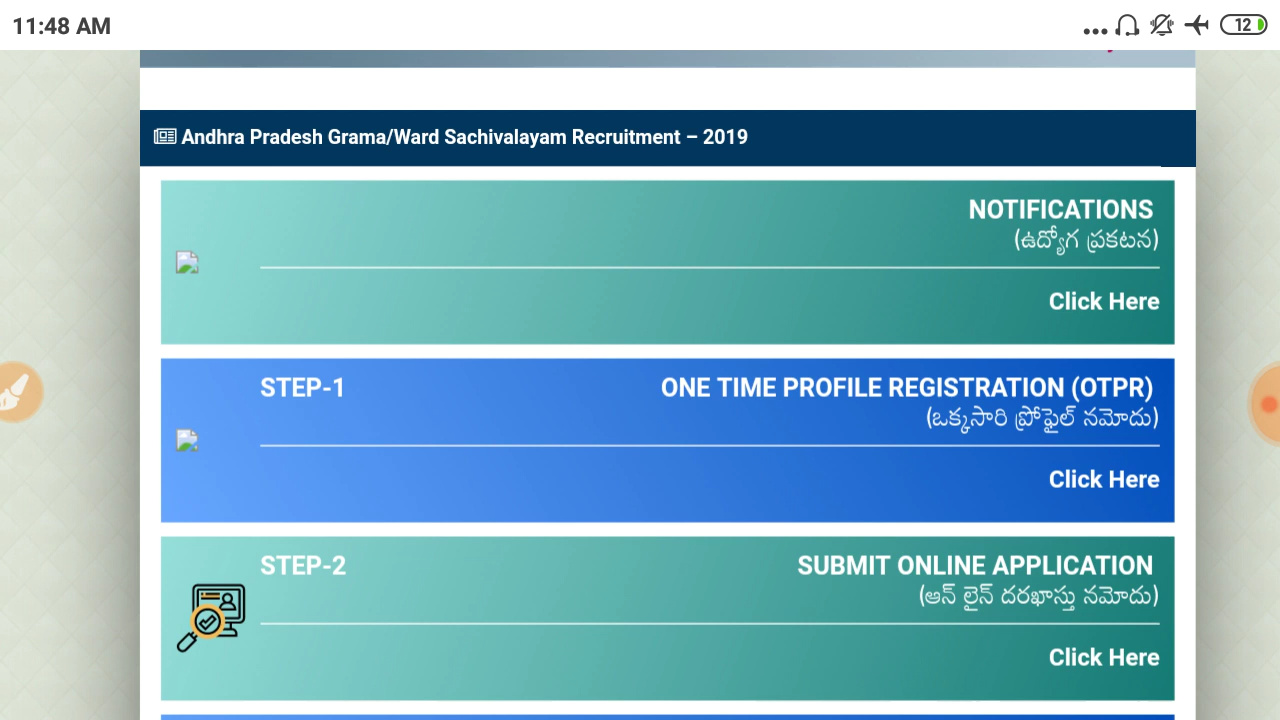 11:48 AM
12
Andhra Pradesh Grama/Ward Sachivalayam Recruitment – 2019
NOTIFICATIONS
(ఉద్యోగ ప్రకటన)
Click Here
STEP-1 ONE TIME PROFILE REGISTRATION (OTPR)
(ఒక్కసారి ప్రోఫైల్ నమోదు)
Click Here
STEP-2 SUBMIT ONLINE APPLICATION
(ఆన్ లైన్ దరఖాస్తు నమోదు)
Click Here